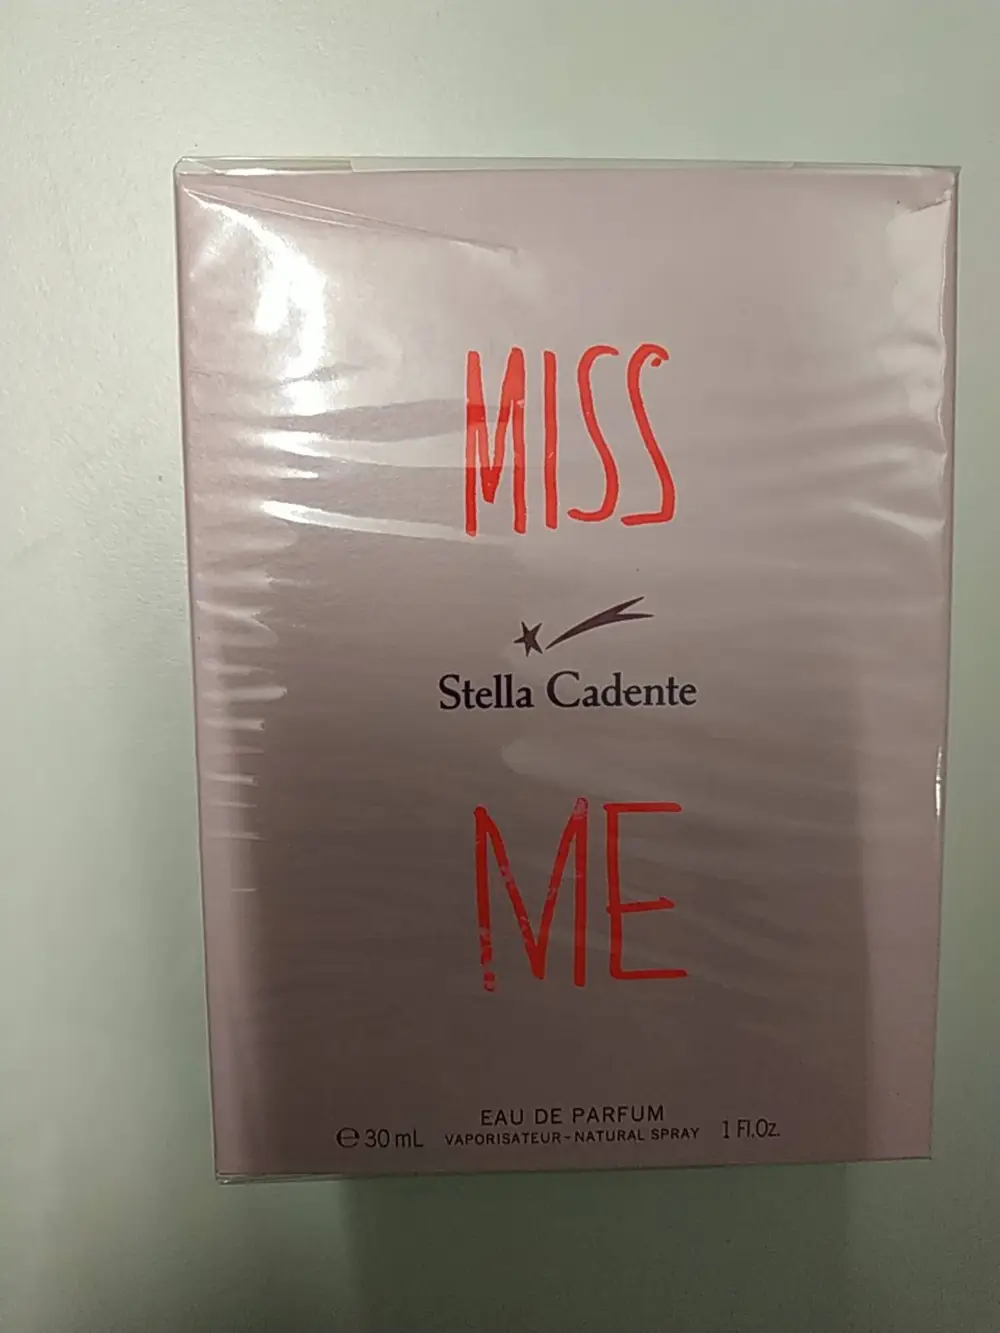 MISS
Stella Cadente
ME
EAU DE PARFUM
℮ 30 mL VAPORISATEUR - NATURAL SPRAY 1 Fl.Oz.